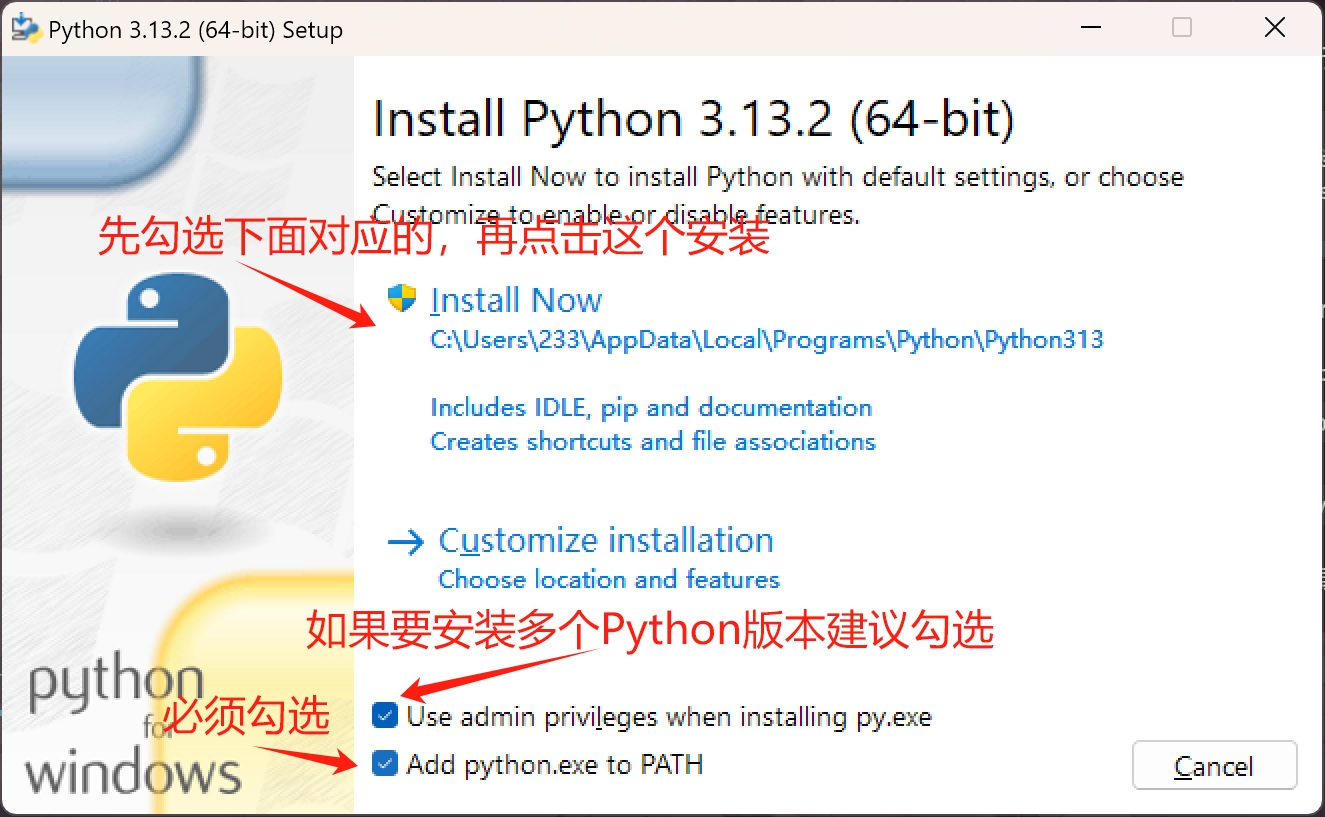 Python 3.13.2 (64-bit) Setup
Install Python 3.13.2 (64-bit)
Select Install Now to install Python with default settings, or choose
Customize to enable or disable features.
先勾选下面对应的，再点击这个安装
Install Now
C:\Users\233\AppData\Local\Programs\Python\Python313
Includes IDLE, pip and documentation
Creates shortcuts and file associations
Customize installation
Choose location and features
如果要安装多个Python版本建议勾选
Use admin privileges when installing py.exe
必须勾选
Add python.exe to PATH
python
for
windows
Cancel